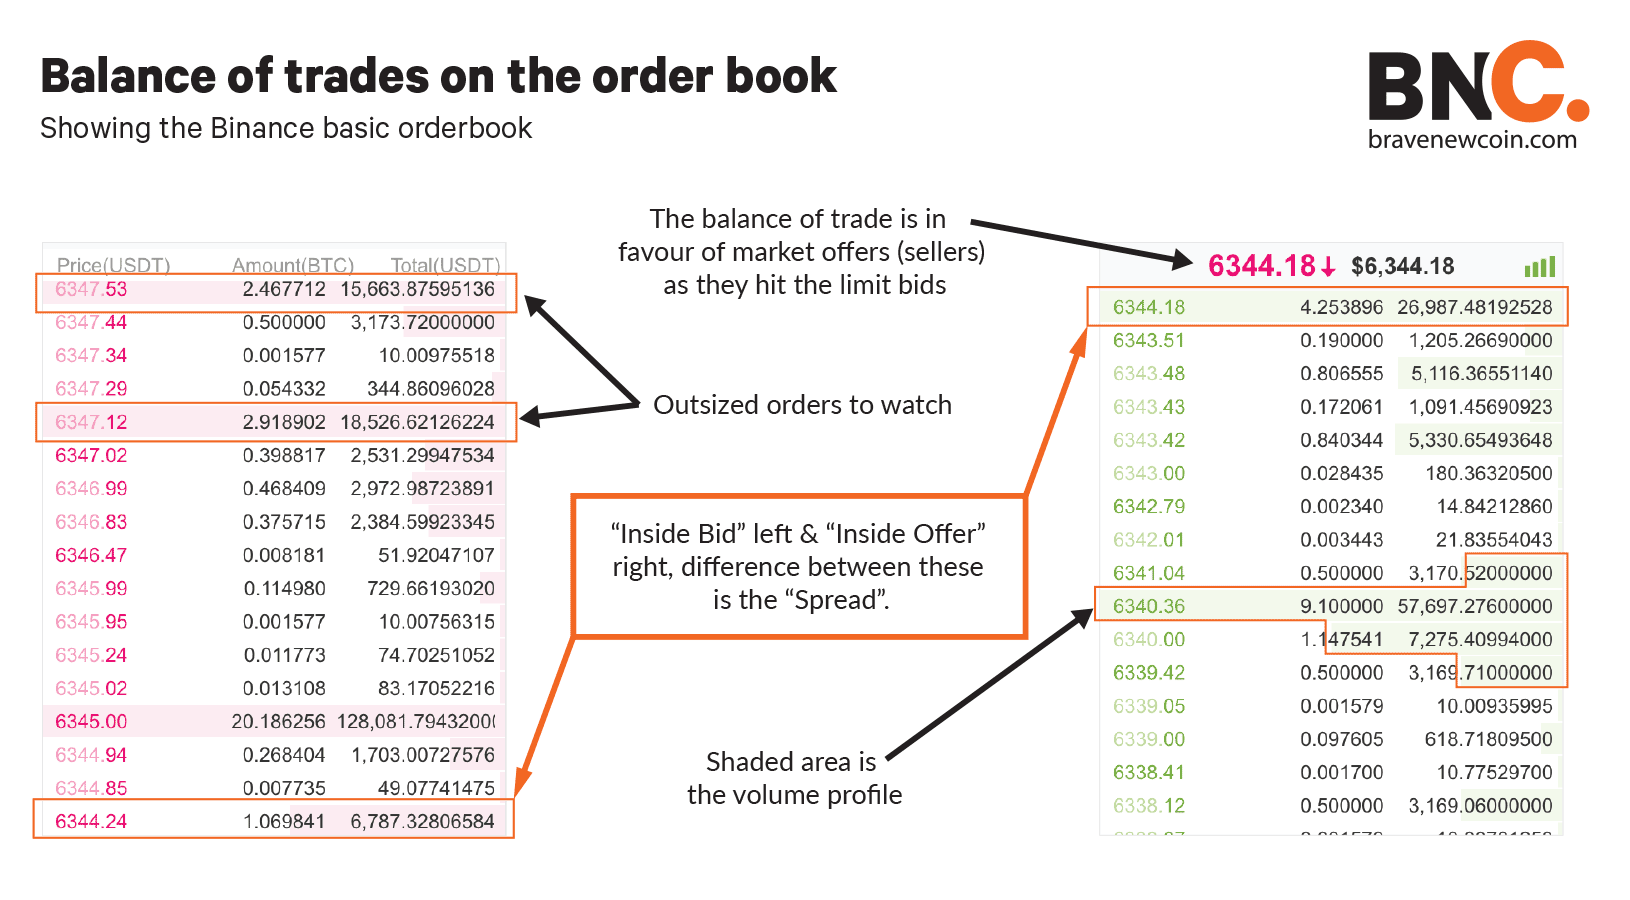 Balance of trades on the order book
Showing the Binance basic orderbook
BNC.
bravenewcoin.com
The balance of trade is in
favour of market offers (sellers)
as they hit the limit bids
Price(USDT) Amount(BTC) Total(USDT)
6347.53 2.467712 15,663.87595136
6347.44 0.500000 3,173.72000000
6347.34 0.001577 10.00975518
6347.29 0.054332 344.86096028
6347.12 2.918902 18,526.62126224
6347.02 0.398817 2,531.29947534
6346.99 0.468409 2,972.98723891
6346.83 0.375715 2,384.59923345
6346.47 0.008181 51.92047107
6345.99 0.114980 729.66193020
6345.95 0.001577 10.00756315
6345.24 0.011773 74.70251052
6345.02 0.013108 83.17052216
6345.00 20.186256 128,081.7943200
6344.94 0.268404 1,703.00727576
6344.85 0.007735 49.07741475
6344.24 1.069841 6,787.32806584
Outsized orders to watch
“Inside Bid” left & “Inside Offer”
right, difference between these
is the “Spread”.
Shaded area is
the volume profile
6344.18↓ $6,344.18
6344.18 4.253896 26,987.48192528
6343.51 0.190000 1,205.26690000
6343.48 0.806555 5,116.36551140
6343.43 0.172061 1,091.45690923
6343.42 0.840344 5,330.65493648
6343.00 0.028435 180.36320500
6342.79 0.002340 14.84212860
6342.01 0.003443 21.83554043
6341.04 0.500000 3,170.52000000
6340.36 9.100000 57,697.27600000
6340.00 1.147541 7,275.40994000
6339.42 0.500000 3,169.71000000
6339.05 0.001579 10.00935995
6339.00 0.097605 618.71809500
6338.41 0.001700 10.77529700
6338.12 0.500000 3,169.06000000